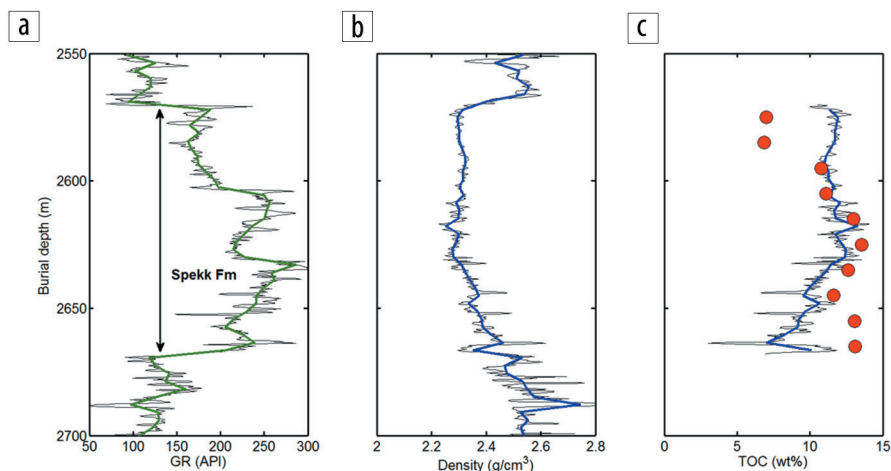 a
b
c
2550
2600
2650
2700
Burial depth (m)
Spekk Fm
50 100 150 200 250 300
GR (API)
2 2.2 2.4 2.6 2.8
Density (g/cm³)
0 5 10 15
TOC (wt%)